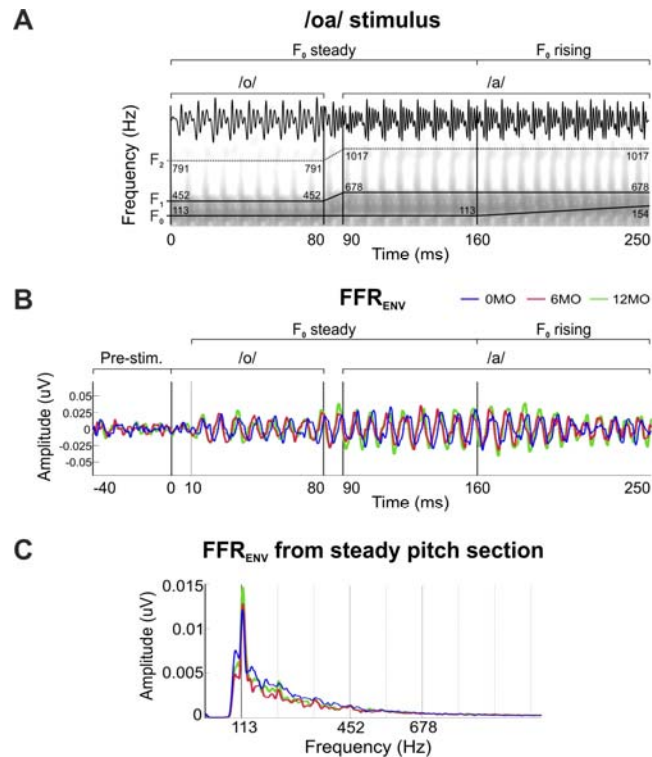 A
/oa/ stimulus
F0 steady
F0 rising
/o/
/a/
Frequency (Hz)
F2
F1
F0
791
791
1017
1017
452
452
678
678
113
113
154
0
80
90
160
250
Time (ms)
B
FFRENV
0MO
6MO
12MO
F0 steady
F0 rising
Pre-stim.
/o/
/a/
Amplitude (uV)
0.05
0.025
0
-0.025
-0.05
-40
0
10
80
90
160
250
Time (ms)
C
FFRENV from steady pitch section
Amplitude (uV)
0.015
0.01
0.005
0
113
452
678
Frequency (Hz)